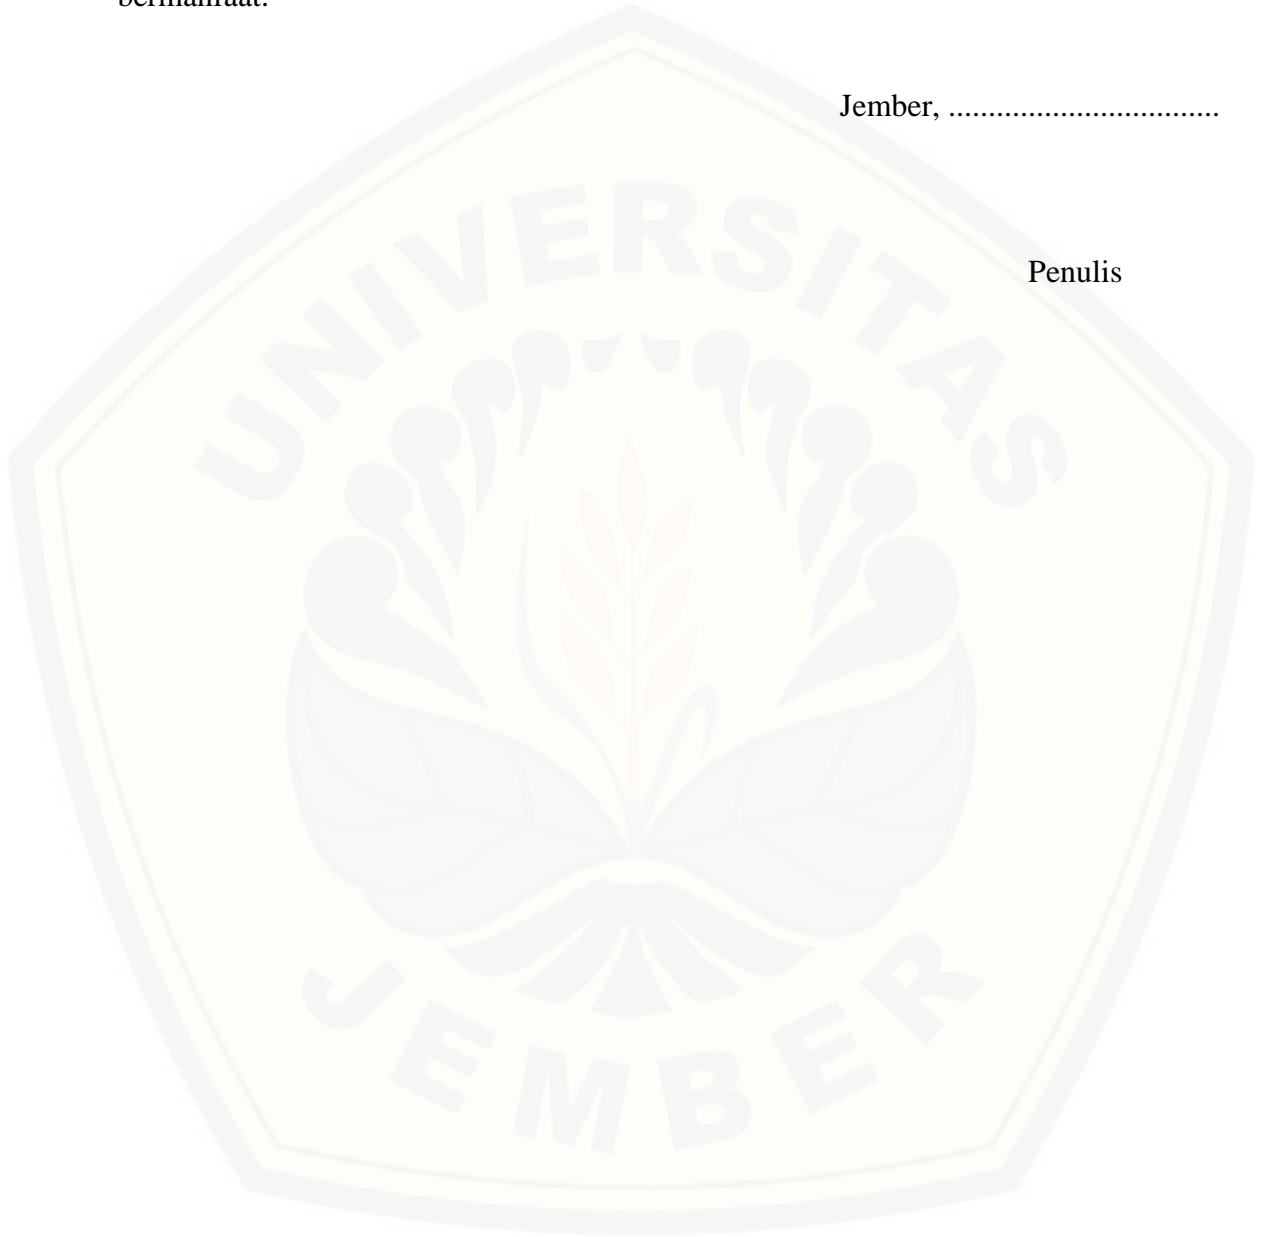 bermanfaat.
Jember, ..................................
Penulis
UNIVERSITAS
JEMBER